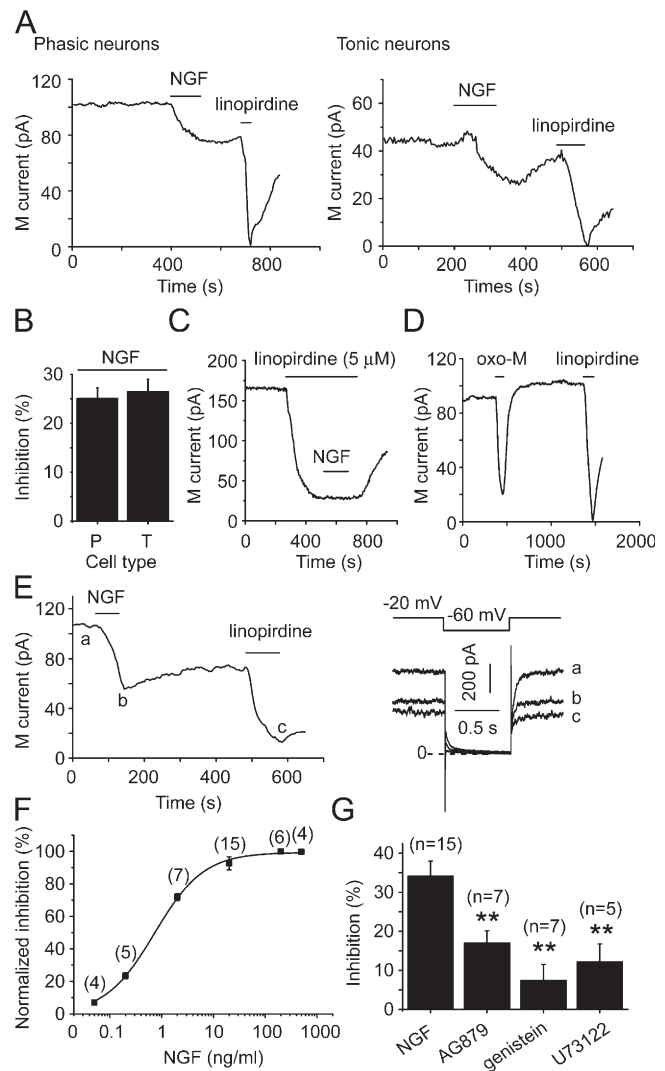 A
Phasic neurons
Tonic neurons
NGF
linopirdine
M current (pA)
120
80
40
0
0
400
800
Time (s)
NGF
linopirdine
M current (pA)
60
40
20
0
0
200
400
600
Times (s)
B
NGF
Inhibition (%)
30
20
10
0
P
T
Cell type
C
linopirdine (5 µM)
NGF
M current (pA)
200
150
100
50
0
0
400
800
Time (s)
D
oxo-M
linopirdine
M current (pA)
120
80
40
0
0
1000
2000
Time (s)
E
NGF
linopirdine
M current (pA)
120
80
40
0
a
b
c
0
200
400
600
Time (s)
-20 mV
-60 mV
200 pA
0.5 s
a
b
c
0
F
Normalized inhibition (%)
100
80
60
40
20
0
(4)
(5)
(7)
(15)
(6)
(4)
0
0.1
1
10
100
1000
NGF (ng/ml)
G
Inhibition (%)
40
30
20
10
0
(n=15)
(n=7)
**
(n=7)
**
(n=5)
**
NGF
AG879
genistein
U73122